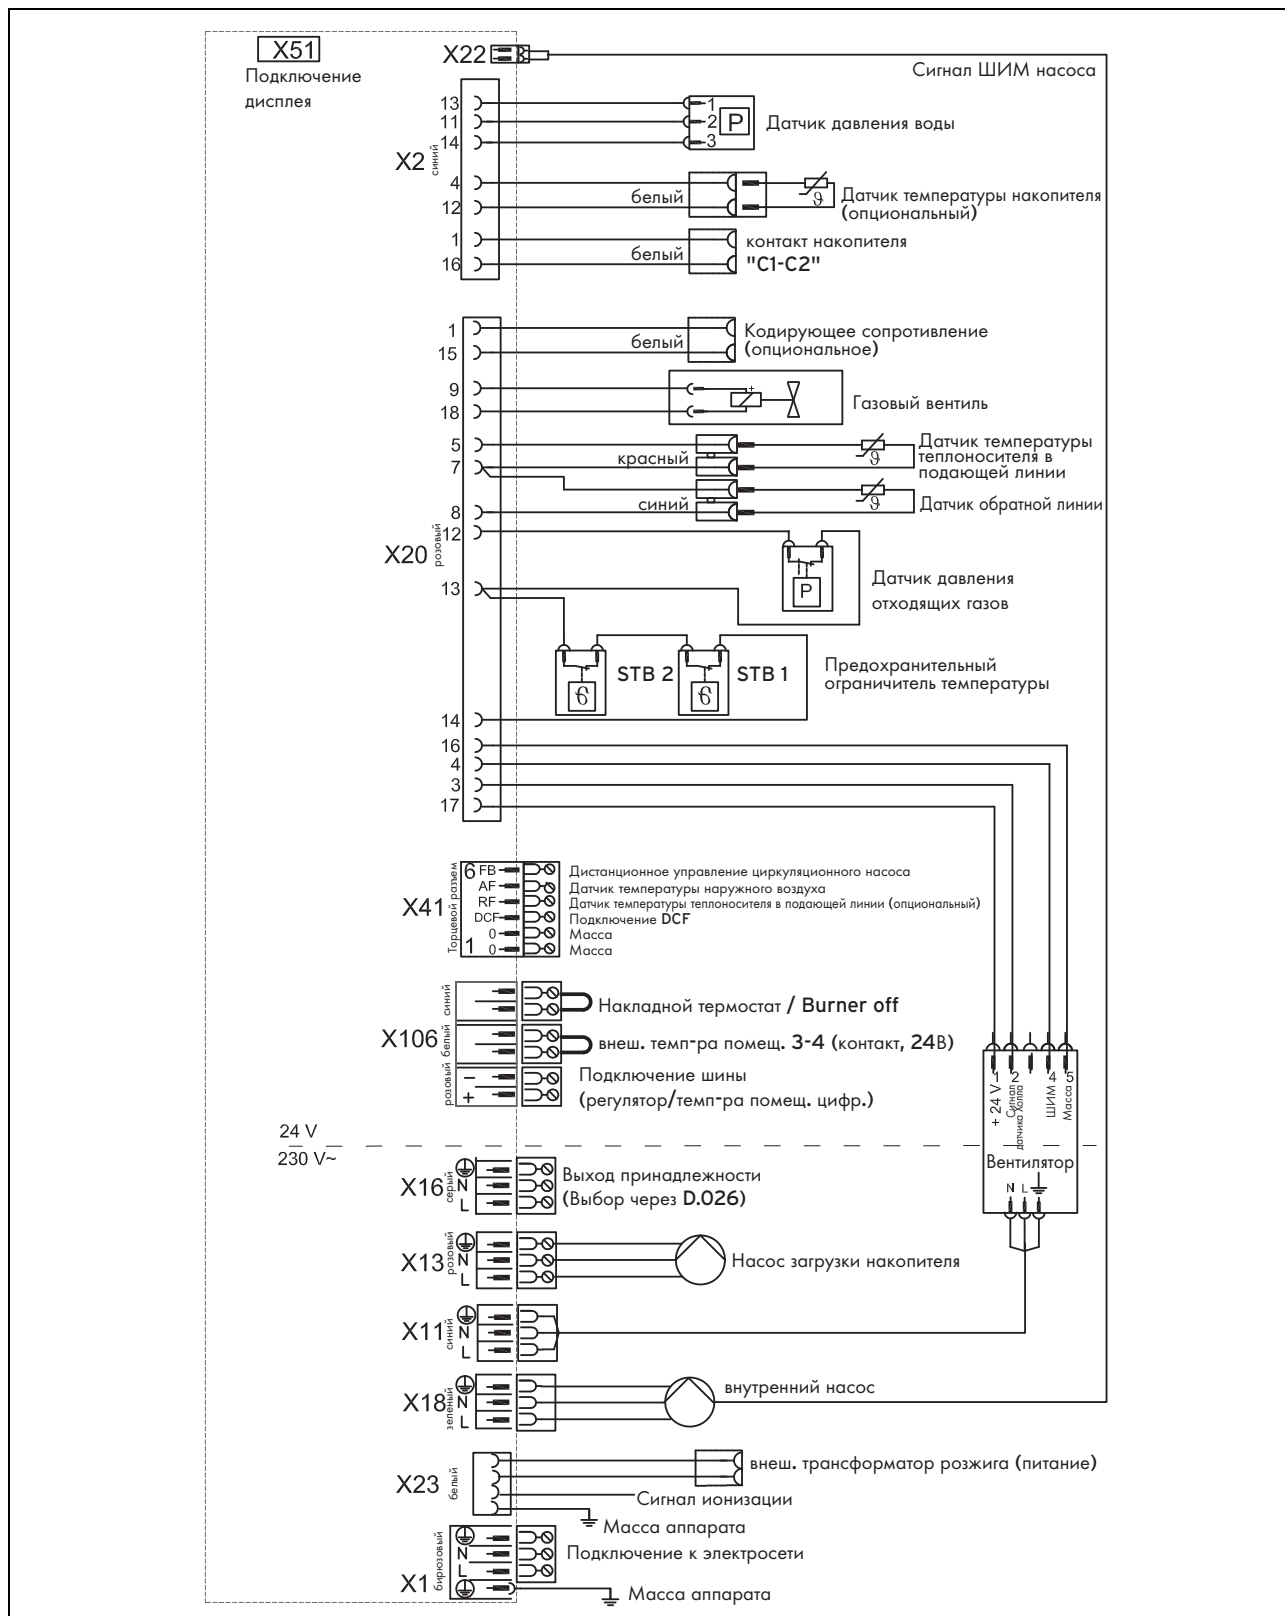 X51
Подключение
дисплея
X22
Сигнал ШИМ насоса
X2
синий
13
11
14
4
12
1
16
1
2
3
P
Датчик давления воды
белый
ϑ
Датчик температуры накопителя
(опциональный)
белый
контакт накопителя
"C1-C2"
X20
розовый
1
15
9
18
5
7
8
12
13
14
16
4
3
17
белый
Кодирующее сопротивление
(опциональное)
+
Газовый вентиль
красный
ϑ
Датчик температуры
теплоносителя в
подающей линии
синий
ϑ
Датчик обратной линии
P
Датчик давления
отходящих газов
ϑ
STB 2
ϑ
STB 1
Предохранительный
ограничитель температуры
X41
Торцевой разъем
6 FB
AF
RF
DCF
0
1 0
Дистанционное управление циркуляционного насоса
Датчик температуры наружного воздуха
Датчик температуры теплоносителя в подающей линии (опциональный)
Подключение DCF
Масса
Масса
X106
синий
белый
розовый
Накладной термостат / Burner off
внеш. темп-ра помещ. 3-4 (контакт, 24В)
−
+
Подключение шины
(регулятор/темп-ра помещ. цифр.)
1 2 4 5
+ 24 V
Сигнал
датчика Холла
ШИМ
Масса
Вентилятор
N L
24 V
230 V~
X16
серый
N
L
Выход принадлежности
(Выбор через D.026)
X13
розовый
N
L
Насос загрузки накопителя
X11
синий
N
L
X18
зеленый
N
L
внутренний насос
X23
белый
внеш. трансформатор розжига (питание)
Сигнал ионизации
Масса аппарата
X1
бирюзовый
N
L
Подключение к электросети
Масса аппарата